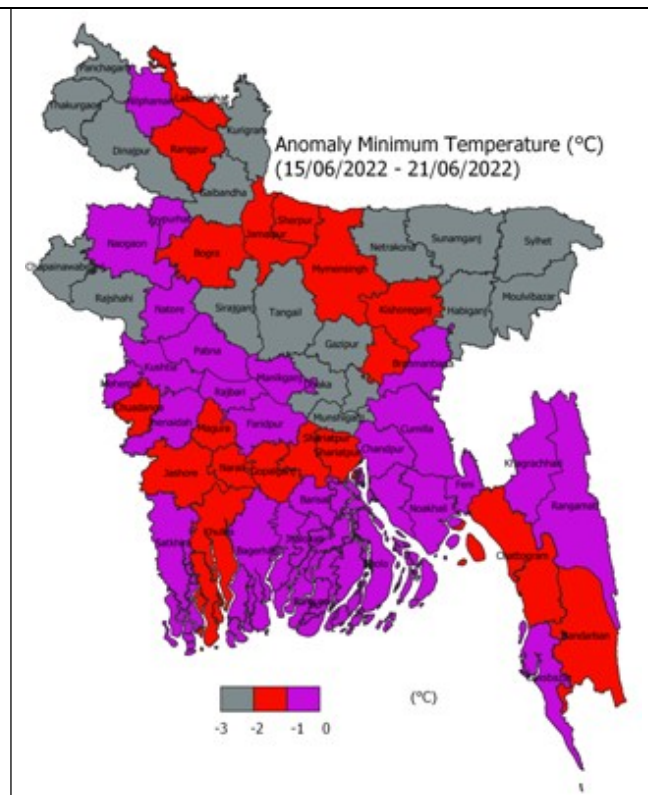 Panchagarh
Thakurgaon
Nilphamari
Lalmonirhat
Kurigram
Dinajpur
Rangpur
Anomaly Minimum Temperature (°C)
(15/06/2022 - 21/06/2022)
Gaibandha
Joypurhat
Naogaon
Sherpur
Jamalpur
Bogra
Netrakona
Sunamganj
Sylhet
Mymensingh
Chapainawabganj
Rajshahi
Moulvibazar
Natore
Sirajganj
Tangail
Kishoreganj
Habiganj
Gazipur
Pabna
Kushtia
Manikganj
Dhaka
Rajbari
Chuadanga
Magura
Faridpur
Munshiganj
Cumilla
Shariatpur
Shariatpur
Chandpur
Khagrachhari
Jashore
Narail
Gopalganj
Feni
Rangamati
Barisal
Noakhali
Satkhira
Khulna
Bagerhat
Chattogram
Bandarban
(°C)
-3 -2 -1 0